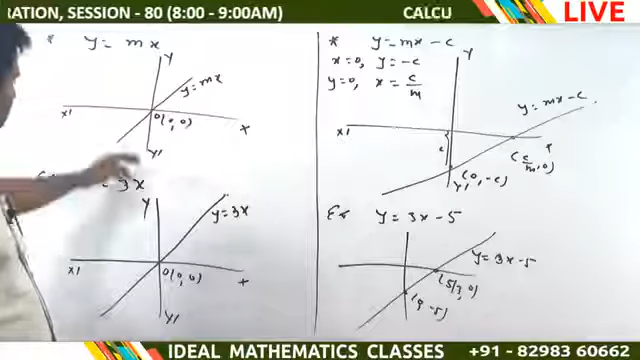 RATION, SESSION - 80 (8:00 - 9:00AM) CALCU LIVE
* y = mx
Y
y = mx
O(0,0)
X' X
Y'
= 3x
Y
y = 3x
O(0,0)
X' X
Y'
* y = mx - c
x = 0, y = -c
y = 0, x = c/m
Y
y = mx - c
X' X
c
(c/m, 0)
(0, -c)
Y'
Ex y = 3x - 5
y = 3x - 5
(5/3, 0)
(0, -5)
IDEAL MATHEMATICS CLASSES +91 - 82983 60662